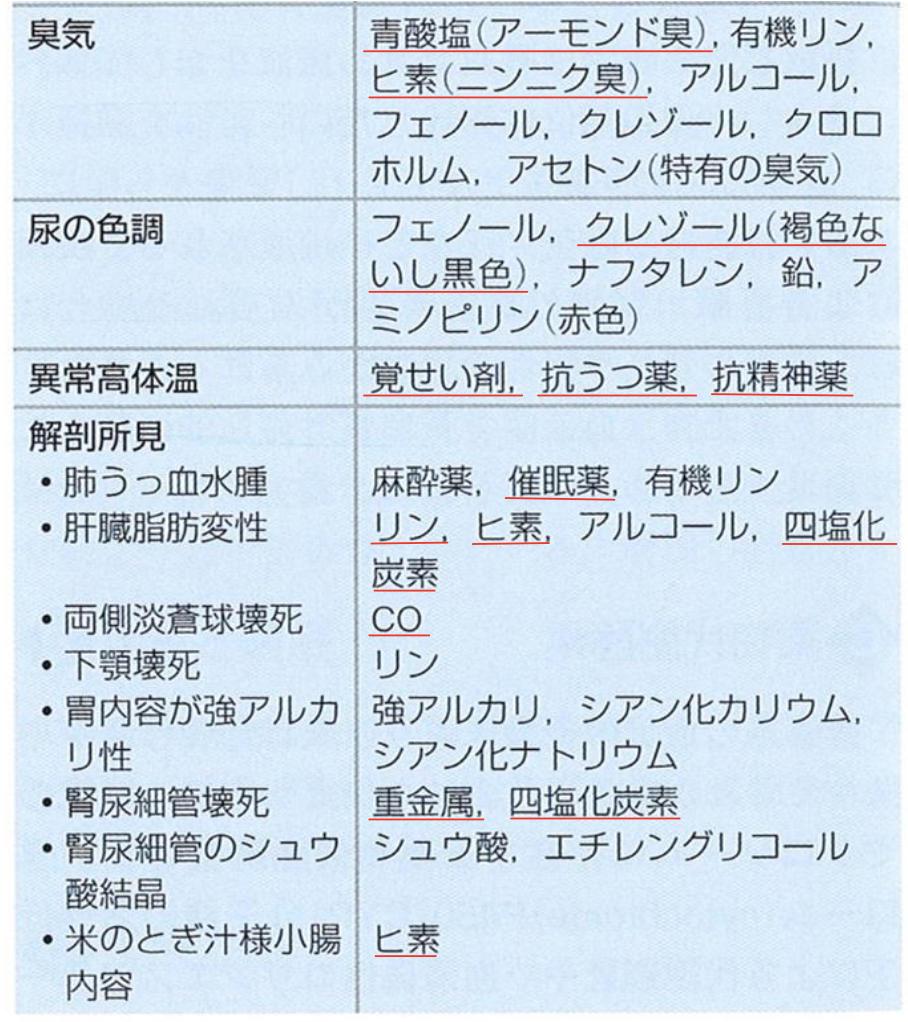 臭気 青酸塩(アーモンド臭), 有機リン,
ヒ素(ニンニク臭), アルコール,
フェノール, クレゾール, クロロ
ホルム, アセトン(特有の臭気)
尿の色調 フェノール, クレゾール(褐色な
いし黒色), ナフタレン, 鉛, ア
ミノピリン(赤色)
異常高体温 覚せい剤, 抗うつ薬, 抗精神薬
解剖所見
• 肺うっ血水腫 麻酔薬, 催眠薬, 有機リン
• 肝臓脂肪変性 リン, ヒ素, アルコール, 四塩化
炭素
• 両側淡蒼球壊死 CO
• 下顎壊死 リン
• 胃内容が強アルカ 強アルカリ, シアン化カリウム,
リ性 シアン化ナトリウム
• 腎尿細管壊死 重金属, 四塩化炭素
• 腎尿細管のシュウ シュウ酸, エチレングリコール
酸結晶
• 米のとぎ汁様小腸 ヒ素
内容